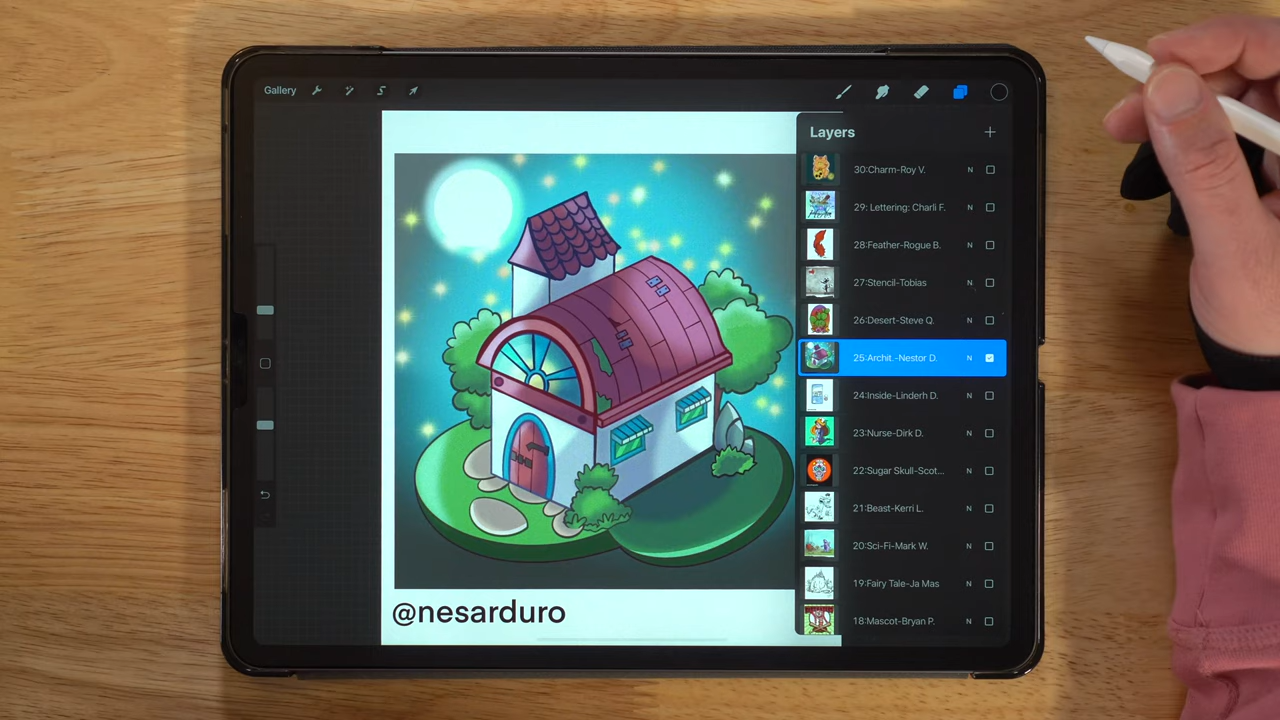 Gallery
Layers
30:Charm-Roy V. N
29: Lettering: Charli F. N
28:Feather-Rogue B. N
27:Stencil-Tobias N
26:Desert-Steve Q. N
25:Archit.-Nestor D. N
24:Inside-Linderh D. N
23:Nurse-Dirk D. N
22:Sugar Skull-Scot... N
21:Beast-Kerri L. N
20:Sci-Fi-Mark W. N
19:Fairy Tale-Ja Mas N
18:Mascot-Bryan P. N
@nesarduro